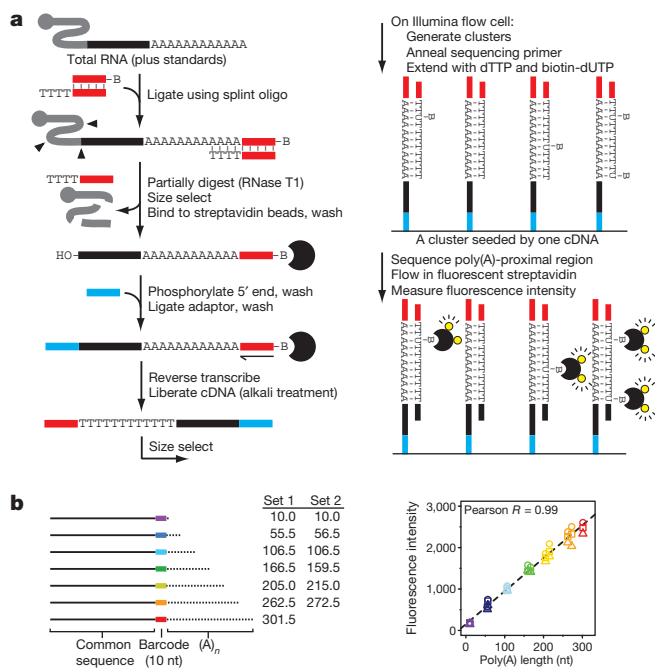 a
AAAAAAAAAAAA
Total RNA (plus standards)
B
TTTT
Ligate using splint oligo
AAAAAAAAAAAA
B
TTTT
TTTT
Partially digest (RNase T1)
Size select
Bind to streptavidin beads, wash
HO AAAAAAAAAAAA B
Phosphorylate 5′ end, wash
Ligate adaptor, wash
AAAAAAAAAAAA B
Reverse transcribe
Liberate cDNA (alkali treatment)
TTTTTTTTTTTT
Size select
On Illumina flow cell:
Generate clusters
Anneal sequencing primer
Extend with dTTP and biotin-dUTP
B
B
B
B
A cluster seeded by one cDNA
Sequence poly(A)-proximal region
Flow in fluorescent streptavidin
Measure fluorescence intensity
B
B
B
B
b
Set 1 Set 2
10.0 10.0
55.5 56.5
106.5 106.5
166.5 159.5
205.0 215.0
262.5 272.5
301.5
Common sequence
Barcode (10 nt)
(A)n
Pearson R = 0.99
Fluorescence intensity
3,000
2,000
1,000
0
0 100 200 300
Poly(A) length (nt)